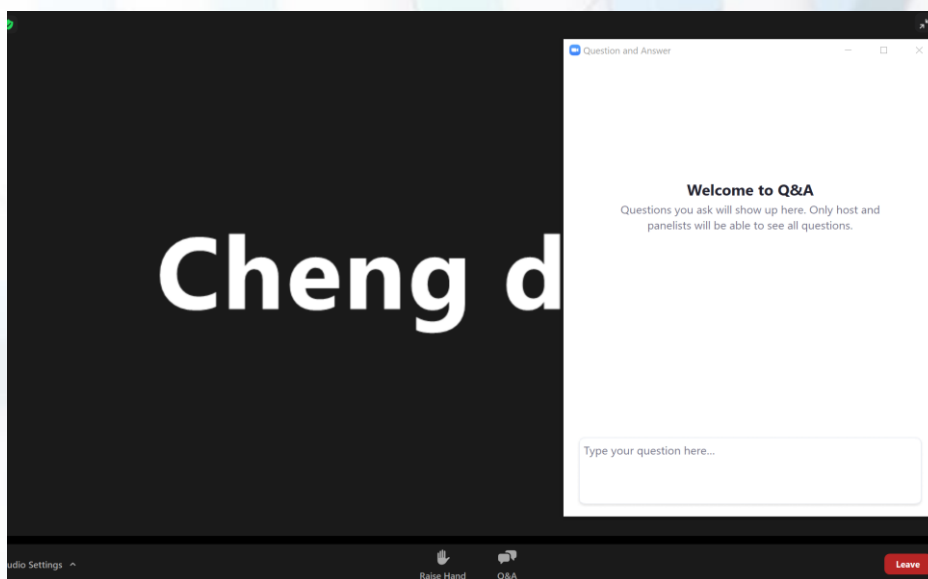 Question and Answer
Welcome to Q&A
Questions you ask will show up here. Only host and
panelists will be able to see all questions.
Cheng d
Type your question here...
udio Settings
Raise Hand
Q&A
Leave